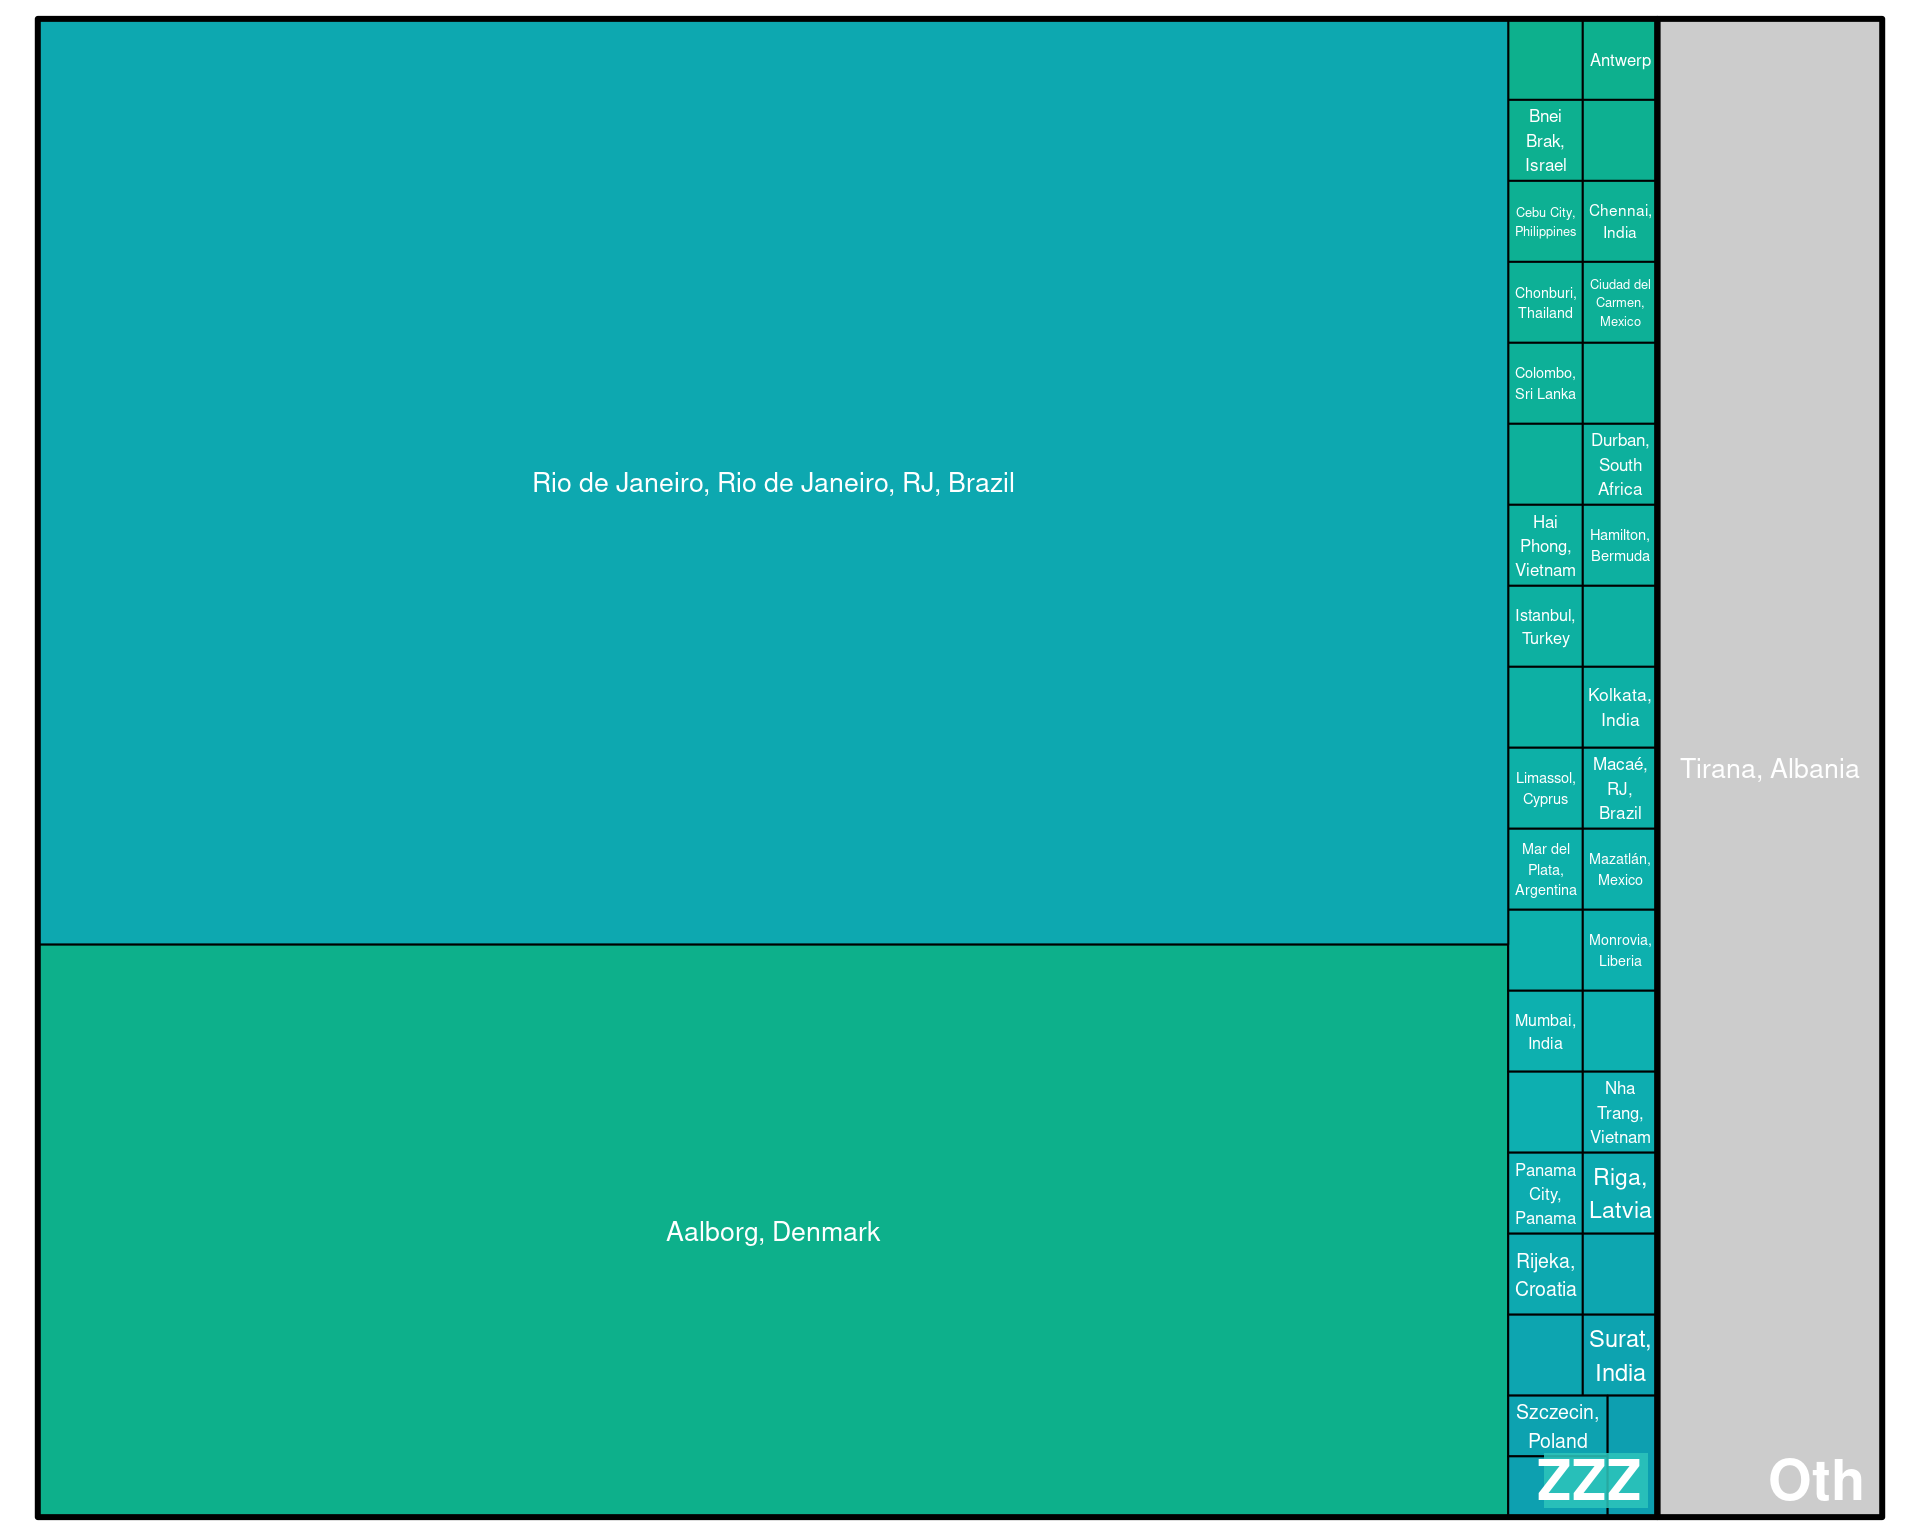 Rio de Janeiro, Rio de Janeiro, RJ, Brazil
Aalborg, Denmark
Antwerp
Bnei
Brak,
Israel
Cebu City,
Philippines
Chennai,
India
Chonburi,
Thailand
Ciudad del
Carmen,
Mexico
Colombo,
Sri Lanka
Durban,
South
Africa
Hai
Phong,
Vietnam
Hamilton,
Bermuda
Istanbul,
Turkey
Kolkata,
India
Limassol,
Cyprus
Macaé,
RJ,
Brazil
Mar del
Plata,
Argentina
Mazatlán,
Mexico
Monrovia,
Liberia
Mumbai,
India
Nha
Trang,
Vietnam
Panama
City,
Panama
Riga,
Latvia
Rijeka,
Croatia
Surat,
India
Szczecin,
Poland
ZZZ
Tirana, Albania
Oth